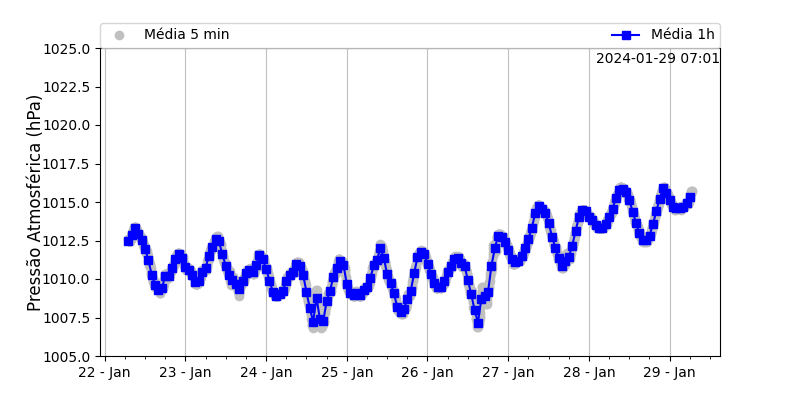 Média 5 min
Média 1h
2024-01-29 07:01
Pressão Atmosférica (hPa)
1025.0
1022.5
1020.0
1017.5
1015.0
1012.5
1010.0
1007.5
1005.0
22 - Jan
23 - Jan
24 - Jan
25 - Jan
26 - Jan
27 - Jan
28 - Jan
29 - Jan